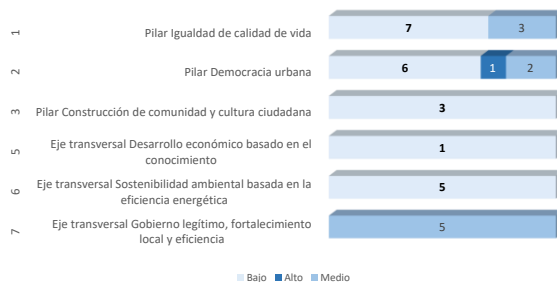 1 Pilar Igualdad de calidad de vida 7 3
2 Pilar Democracia urbana 6 1 2
3 Pilar Construcción de comunidad y cultura ciudadana 3
5 Eje transversal Desarrollo económico basado en el
conocimiento 1
6 Eje transversal Sostenibilidad ambiental basada en la
eficiencia energética 5
7 Eje transversal Gobierno legítimo, fortalecimiento
local y eficiencia 5
Bajo Alto Medio